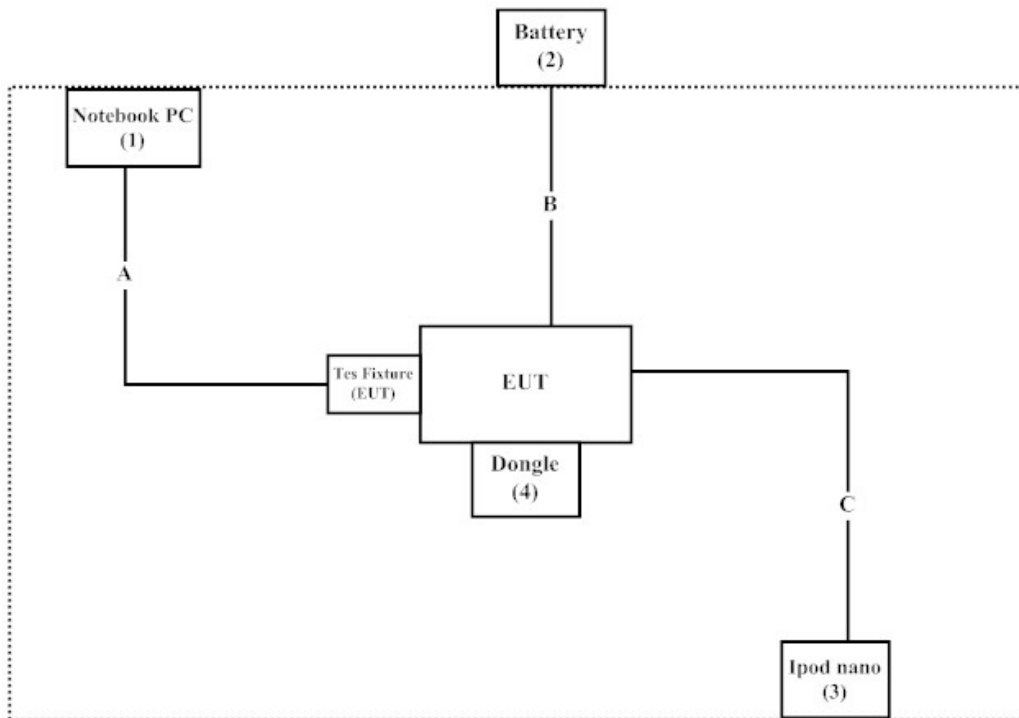 Battery
(2)
Notebook PC
(1)
B
A
Tes Fixture
(EUT)
EUT
Dongle
(4)
C
Ipod nano
(3)